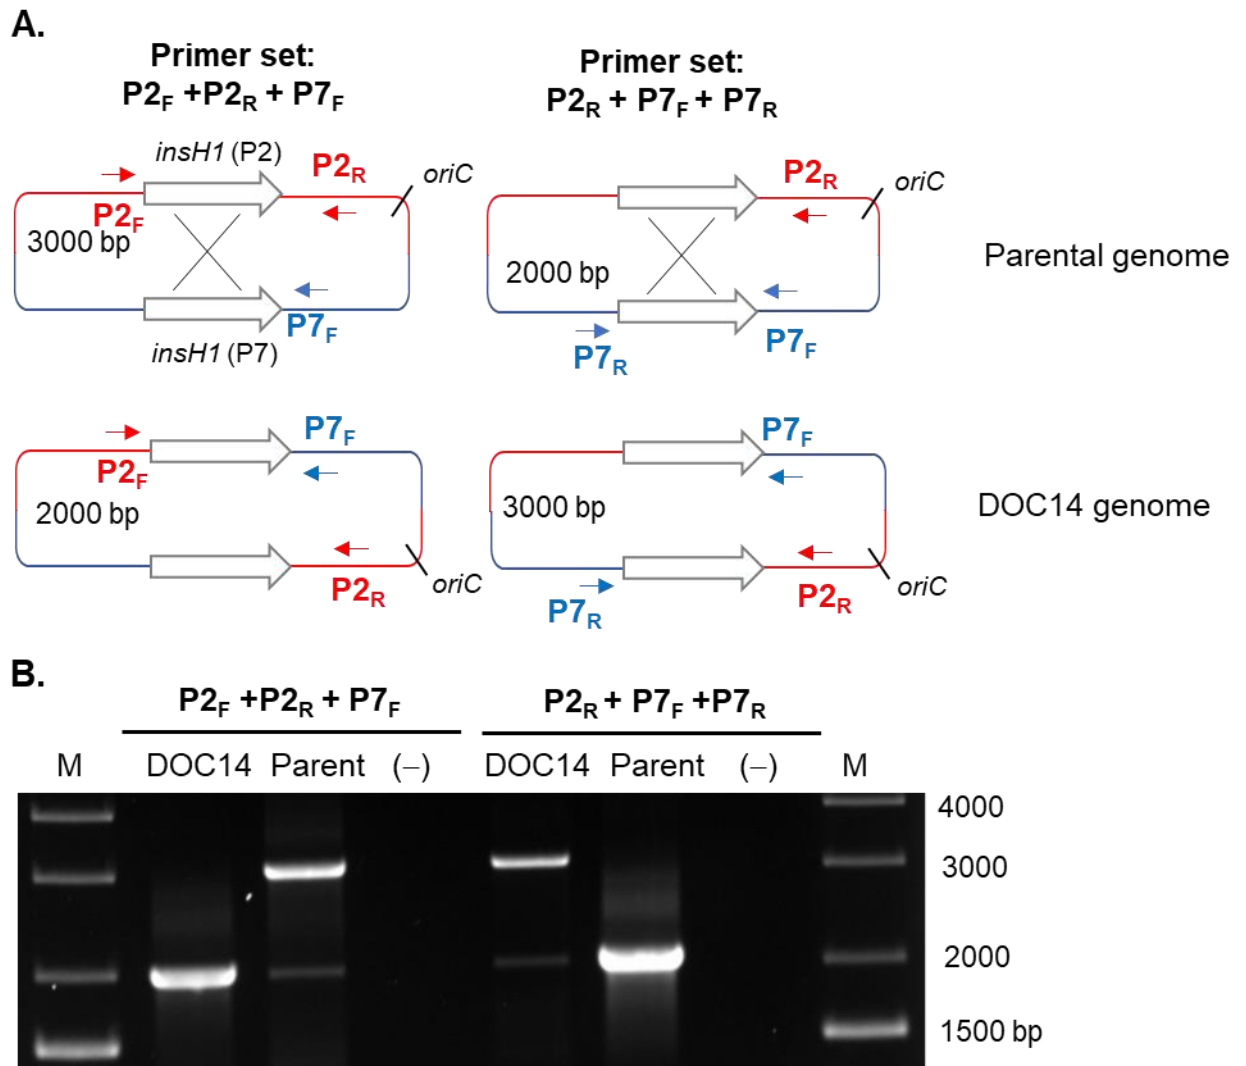 A.
Primer set:
P2F +P2R + P7F
Primer set:
P2R + P7F + P7R
insH1 (P2)
P2R
oriC
P2F
3000 bp
P7F
insH1 (P7)
P2R
oriC
2000 bp
P7R
P7F
Parental genome
P7F
P2F
2000 bp
P2R
oriC
P7F
3000 bp
P7R
P2R
oriC
DOC14 genome
B.
P2F +P2R + P7F
P2R + P7F +P7R
M DOC14 Parent (–) DOC14 Parent (–) M
4000
3000
2000
1500 bp